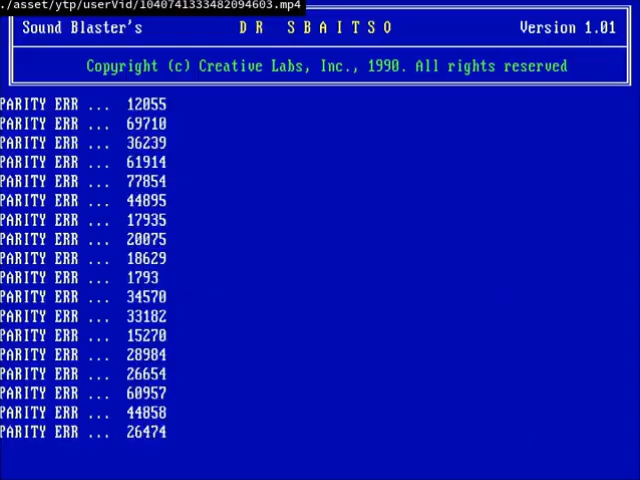 ./asset/ytp/userVid/1040741333482094603.mp4
Sound Blaster's D R S B A I T S O Version 1.01
Copyright (c) Creative Labs, Inc., 1990. All rights reserved
PARITY ERR ... 12055
PARITY ERR ... 69710
PARITY ERR ... 36239
PARITY ERR ... 61914
PARITY ERR ... 77854
PARITY ERR ... 44895
PARITY ERR ... 17935
PARITY ERR ... 20075
PARITY ERR ... 18629
PARITY ERR ... 1793
PARITY ERR ... 34570
PARITY ERR ... 33182
PARITY ERR ... 15270
PARITY ERR ... 28984
PARITY ERR ... 26654
PARITY ERR ... 60957
PARITY ERR ... 44858
PARITY ERR ... 26474